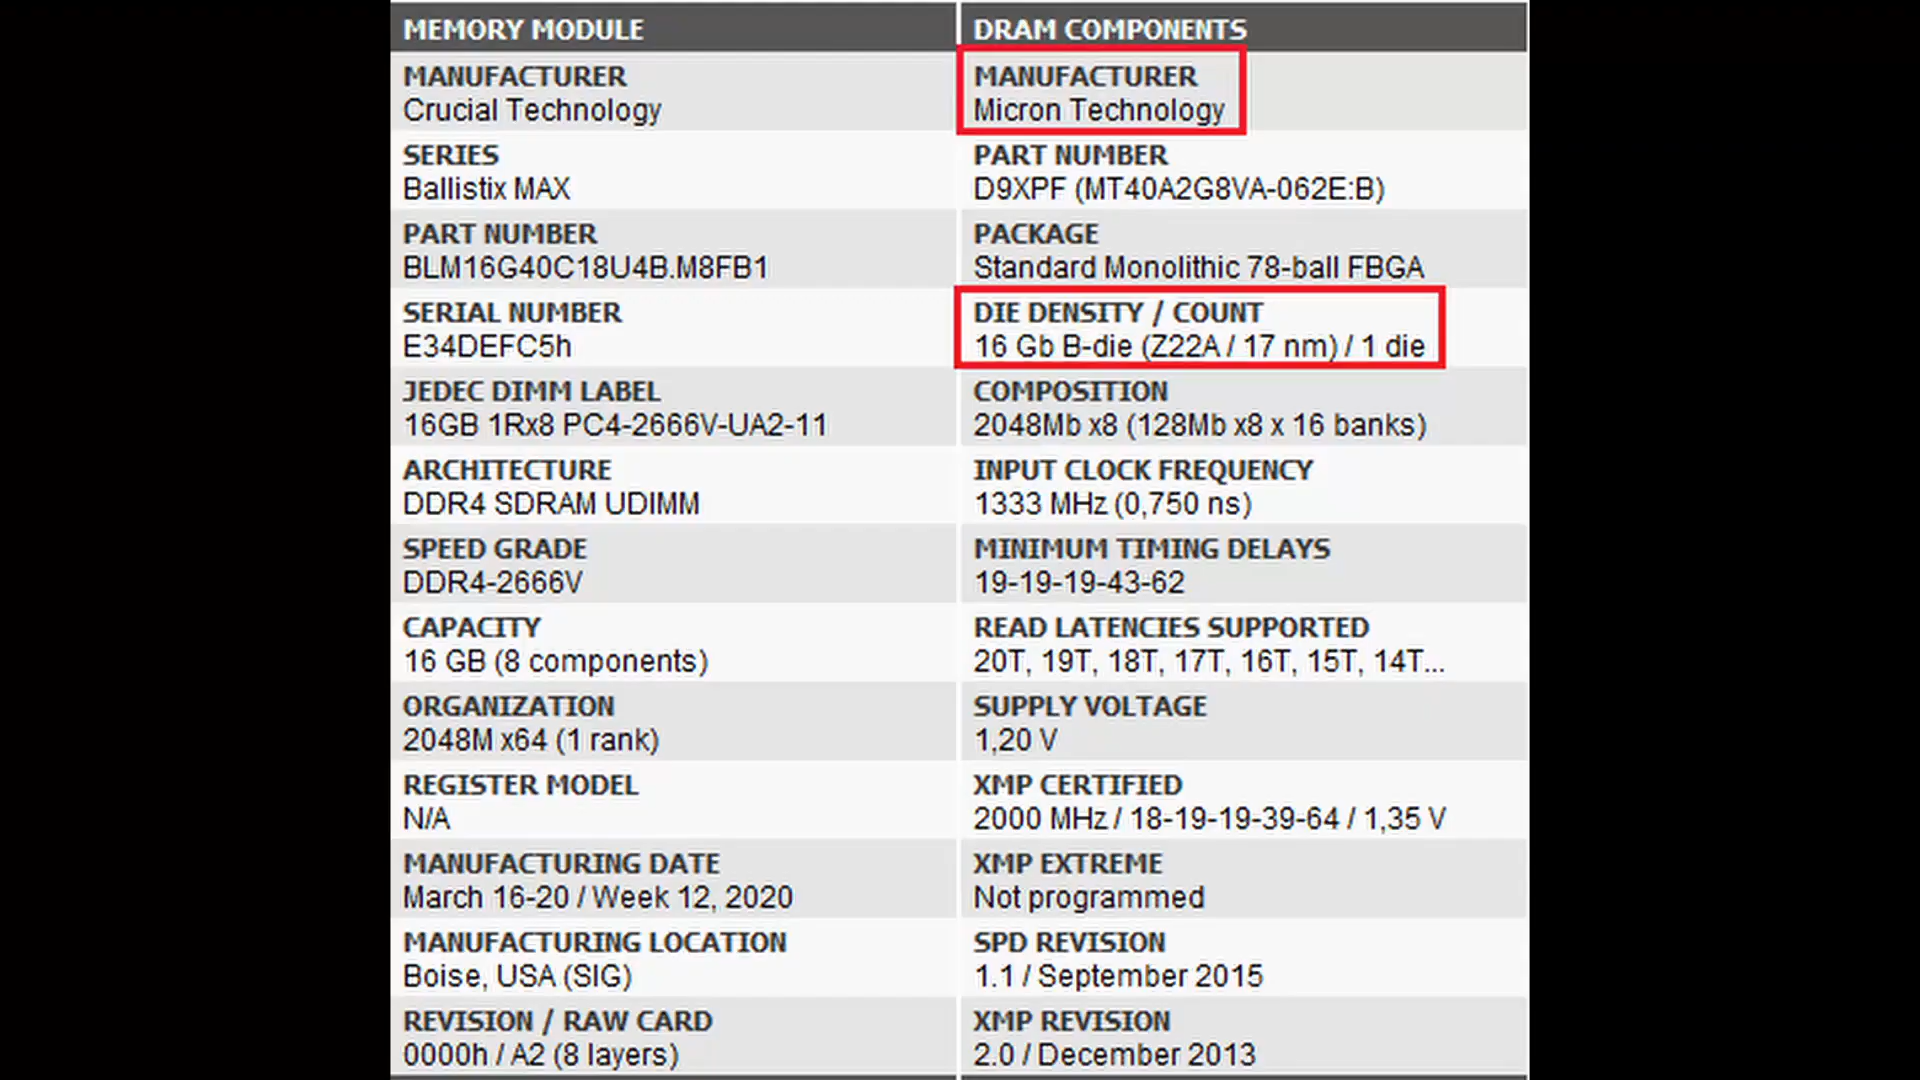 MEMORY MODULE
MANUFACTURER
Crucial Technology
SERIES
Ballistix MAX
PART NUMBER
BLM16G40C18U4B.M8FB1
SERIAL NUMBER
E34DEFC5h
JEDEC DIMM LABEL
16GB 1Rx8 PC4-2666V-UA2-11
ARCHITECTURE
DDR4 SDRAM UDIMM
SPEED GRADE
DDR4-2666V
CAPACITY
16 GB (8 components)
ORGANIZATION
2048M x64 (1 rank)
REGISTER MODEL
N/A
MANUFACTURING DATE
March 16-20 / Week 12, 2020
MANUFACTURING LOCATION
Boise, USA (SIG)
REVISION / RAW CARD
0000h / A2 (8 layers)
DRAM COMPONENTS
MANUFACTURER
Micron Technology
PART NUMBER
D9XPF (MT40A2G8VA-062E:B)
PACKAGE
Standard Monolithic 78-ball FBGA
DIE DENSITY / COUNT
16 Gb B-die (Z22A / 17 nm) / 1 die
COMPOSITION
2048Mb x8 (128Mb x8 x 16 banks)
INPUT CLOCK FREQUENCY
1333 MHz (0,750 ns)
MINIMUM TIMING DELAYS
19-19-19-43-62
READ LATENCIES SUPPORTED
20T, 19T, 18T, 17T, 16T, 15T, 14T...
SUPPLY VOLTAGE
1,20 V
XMP CERTIFIED
2000 MHz / 18-19-19-39-64 / 1,35 V
XMP EXTREME
Not programmed
SPD REVISION
1.1 / September 2015
XMP REVISION
2.0 / December 2013